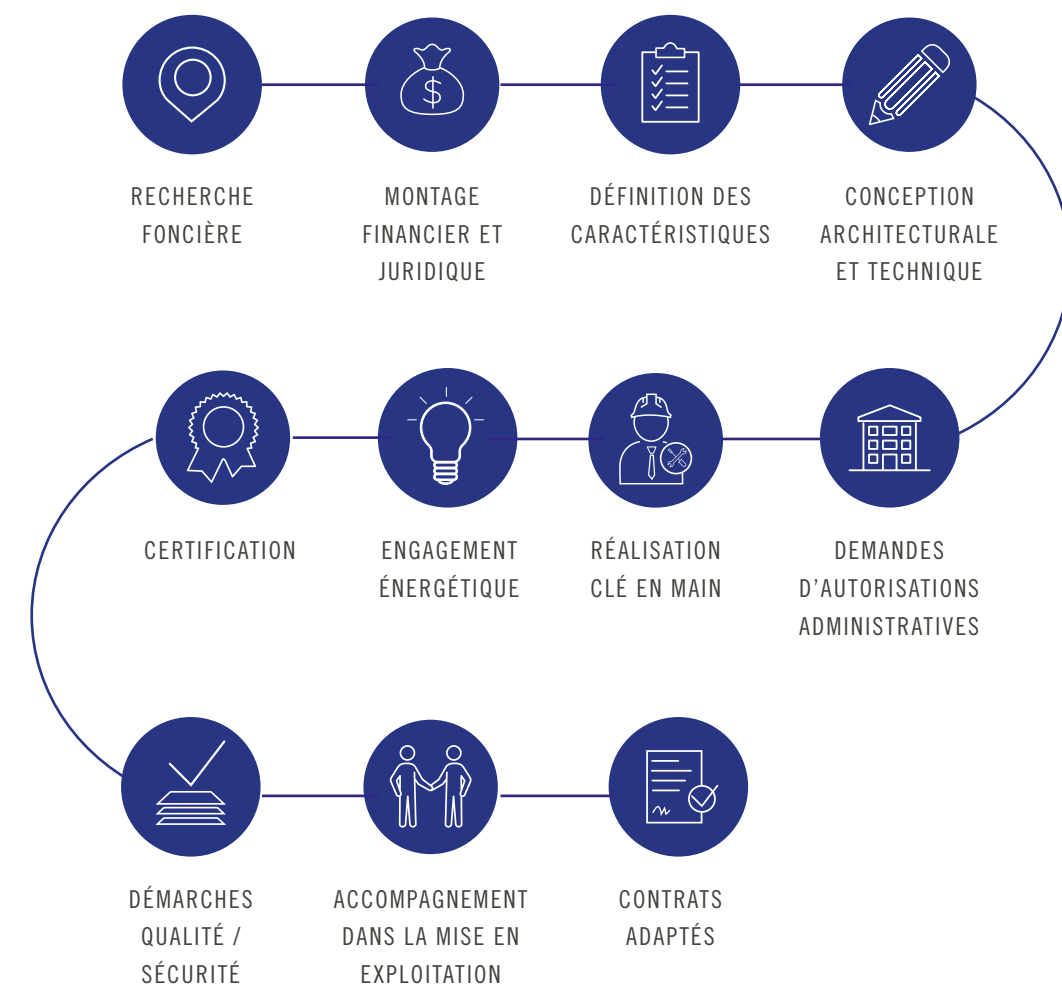 RECHERCHE
FONCIÈRE
MONTAGE
FINANCIER ET
JURIDIQUE
DÉFINITION DES
CARACTÉRISTIQUES
CONCEPTION
ARCHITECTURALE
ET TECHNIQUE
CERTIFICATION
ENGAGEMENT
ÉNERGÉTIQUE
RÉALISATION
CLÉ EN MAIN
DEMANDES
D'AUTORISATIONS
ADMINISTRATIVES
DÉMARCHES
QUALITÉ /
SÉCURITÉ
ACCOMPAGNEMENT
DANS LA MISE EN
EXPLOITATION
CONTRATS
ADAPTÉS